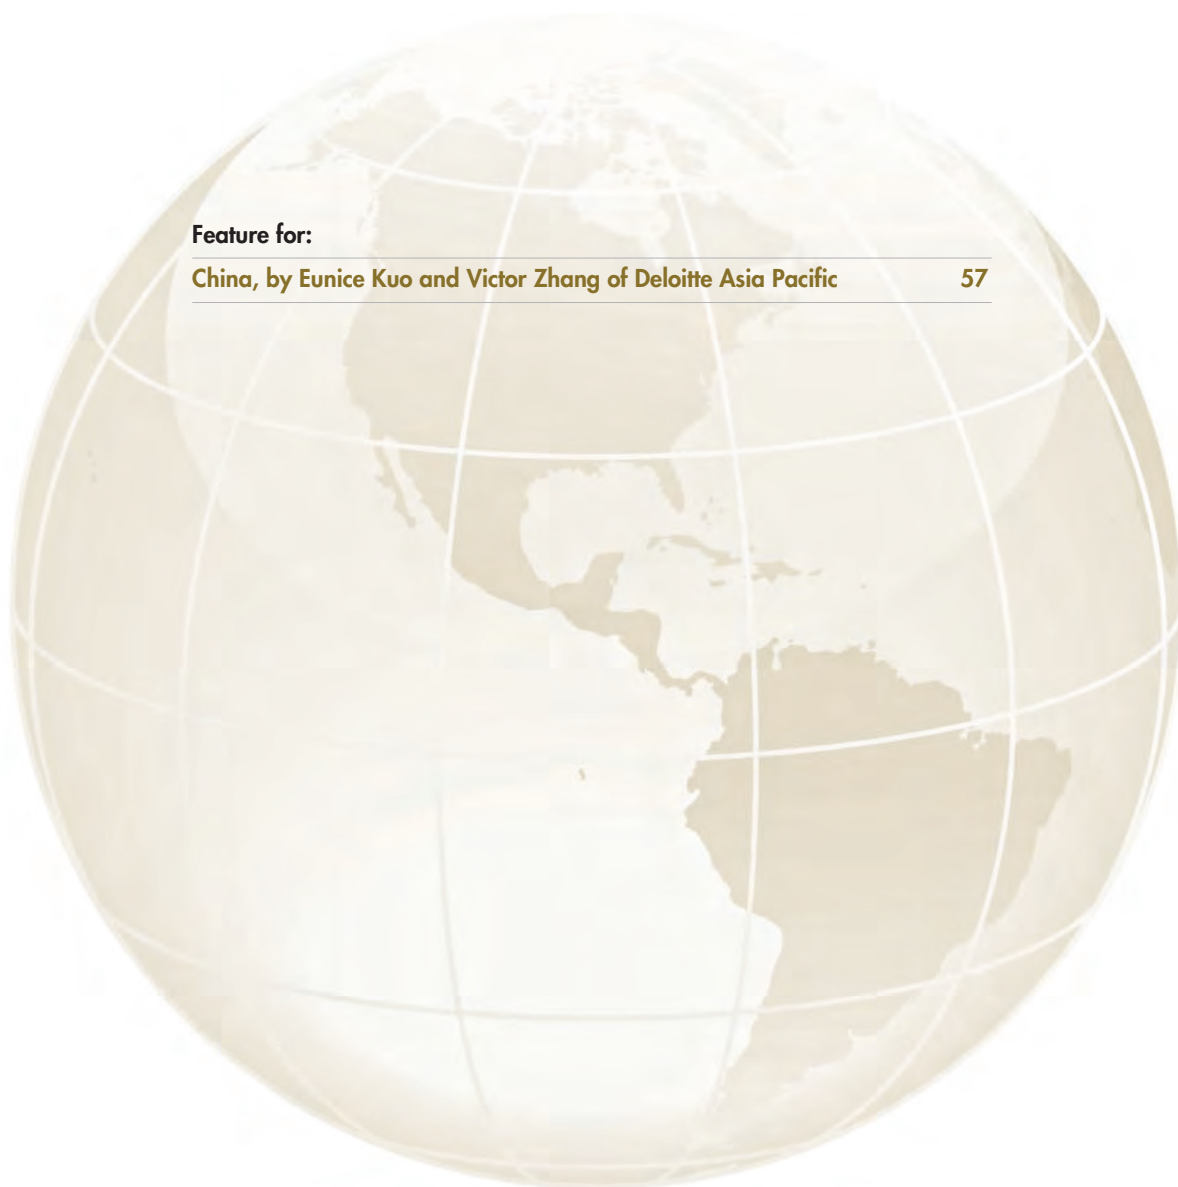 Feature for:
China, by Eunice Kuo and Victor Zhang of Deloitte Asia Pacific 57